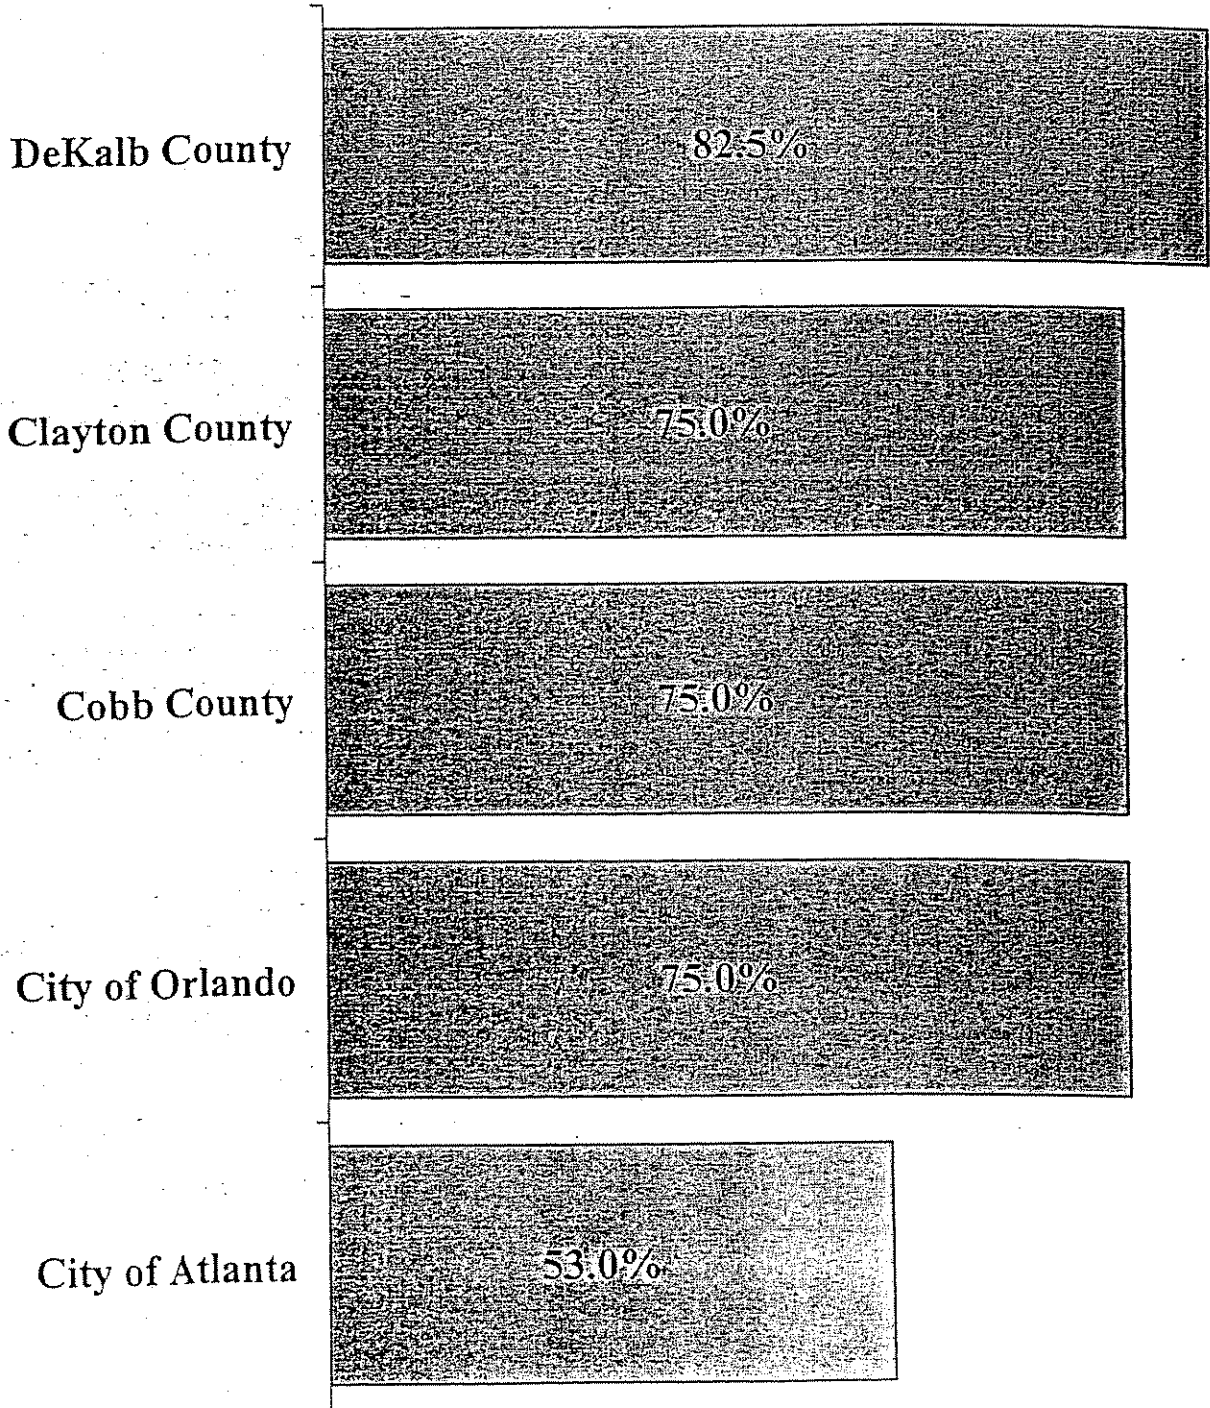 DeKalb County
82.5%
Clayton County
75.0%
Cobb County
75.0%
City of Orlando
75.0%
City of Atlanta
53.0%